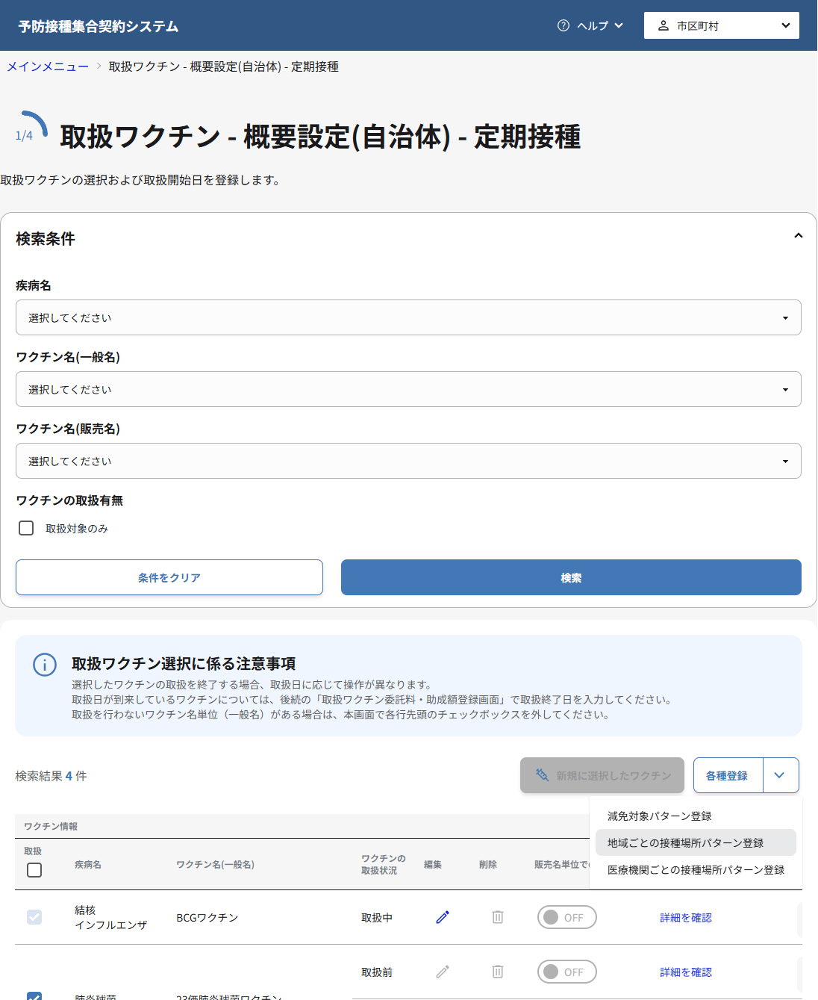 予防接種集合契約システム
ヘルプ
市区町村
メインメニュー
取扱ワクチン - 概要設定(自治体) - 定期接種
1/4
取扱ワクチン - 概要設定(自治体) - 定期接種
取扱ワクチンの選択および取扱開始日を登録します。
検索条件
疾病名
選択してください
ワクチン名(一般名)
選択してください
ワクチン名(販売名)
選択してください
ワクチンの取扱有無
取扱対象のみ
条件をクリア
検索
取扱ワクチン選択に係る注意事項
選択したワクチンの取扱を終了する場合、取扱日に応じて操作が異なります。
取扱日が到来しているワクチンについては、後続の「取扱ワクチン委託料・助成額登録画面」で取扱終了日を入力してください。
取扱を行わないワクチン名単位（一般名）がある場合は、本画面で各行先頭のチェックボックスを外してください。
検索結果 4 件
新規に選択したワクチン
各種登録
減免対象パターン登録
地域ごとの接種場所パターン登録
医療機関ごとの接種場所パターン登録
ワクチン情報
取扱
疾病名
ワクチン名(一般名)
ワクチンの
取扱状況
編集
削除
販売名単位で
結核
インフルエンザ
BCGワクチン
取扱中
OFF
詳細を確認
取扱前
OFF
詳細を確認
肺炎球菌
23価肺炎球菌ワクチン